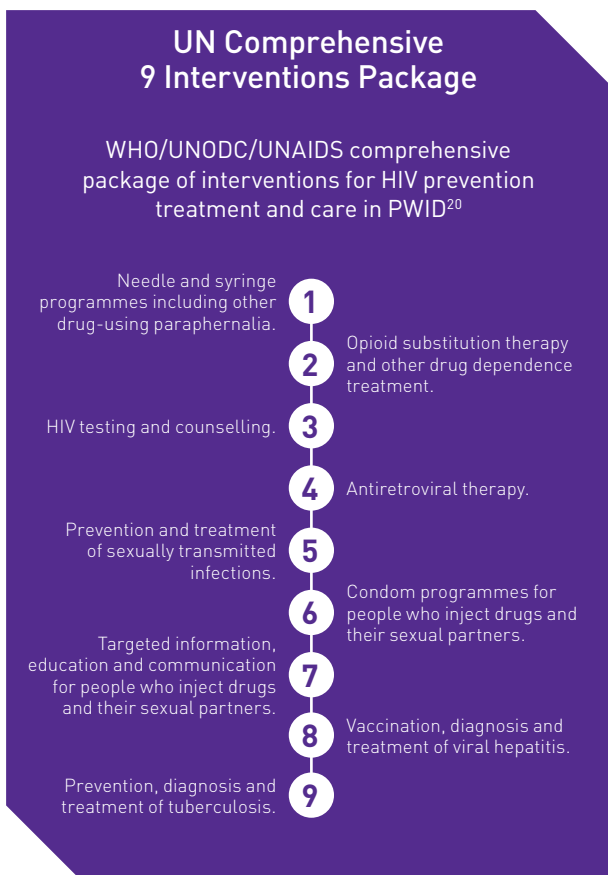 UN Comprehensive
9 Interventions Package
WHO/UNODC/UNAIDS comprehensive
package of interventions for HIV prevention
treatment and care in PWID20
Needle and syringe
programmes including other
drug-using paraphernalia.
1
2
Opioid substitution therapy
and other drug dependence
treatment.
HIV testing and counselling.
3
4
Antiretroviral therapy.
Prevention and treatment
of sexually transmitted
infections.
5
6
Condom programmes for
people who inject drugs and
their sexual partners.
Targeted information,
education and communication
for people who inject drugs
and their sexual partners.
7
8
Vaccination, diagnosis and
treatment of viral hepatitis.
Prevention, diagnosis and
treatment of tuberculosis.
9